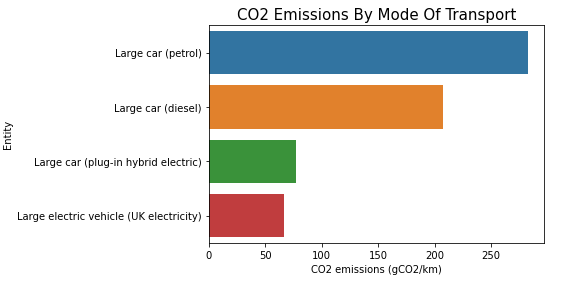 CO2 Emissions By Mode Of Transport
Large car (petrol)
Large car (diesel)
Large car (plug-in hybrid electric)
Large electric vehicle (UK electricity)
Entity
0 50 100 150 200 250
CO2 emissions (gCO2/km)